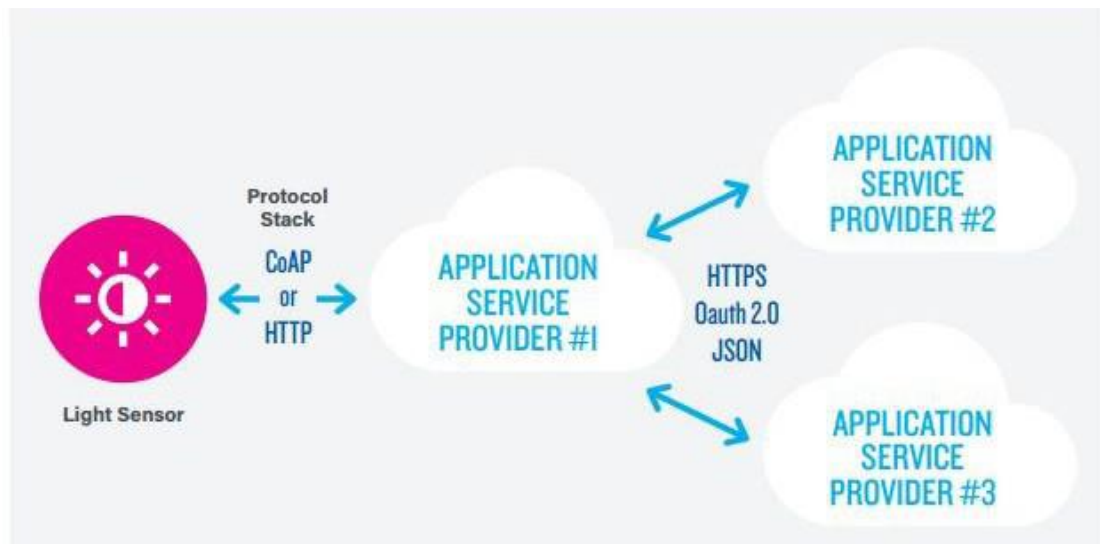 Protocol
Stack
CoAP
or
HTTP
Light Sensor
APPLICATION
SERVICE
PROVIDER #1
HTTPS
Oauth 2.0
JSON
APPLICATION
SERVICE
PROVIDER #2
APPLICATION
SERVICE
PROVIDER #3